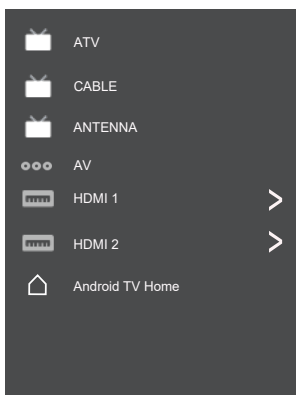 ATV
CABLE
ANTENNA
AV
HDMI 1
HDMI 2
Android TV Home